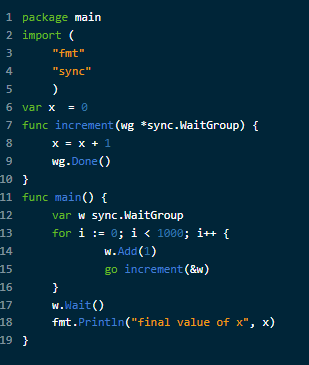 1 package main
2 import (
3 "fmt"
4 "sync"
5 )
6 var x  = 0
7 func increment(wg *sync.WaitGroup) {
8 x = x + 1
9 wg.Done()
10 }
11 func main() {
12 var w sync.WaitGroup
13 for i := 0; i < 1000; i++ {
14 w.Add(1)
15 go increment(&w)
16 }
17 w.Wait()
18 fmt.Println("final value of x", x)
19 }